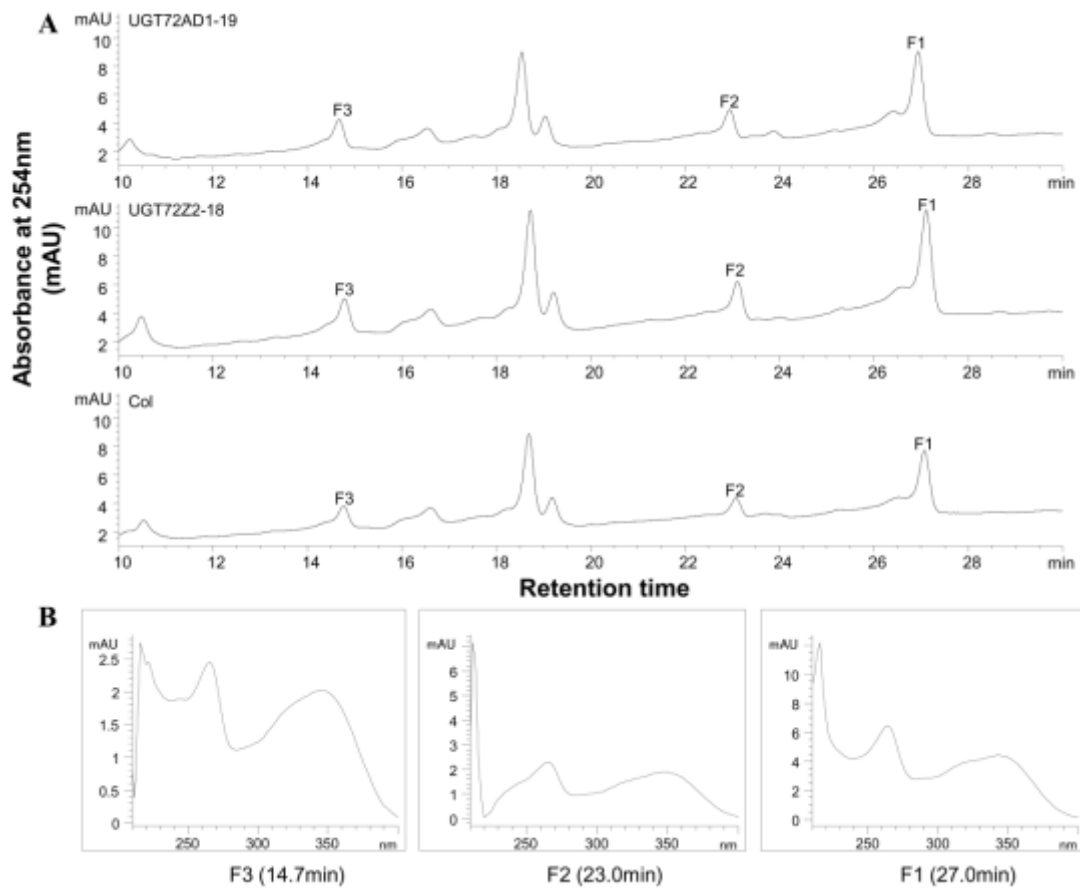 A
mAU
UGT72AD1-19
F3
F2
F1
10
8
6
4
2
10 12 14 16 18 20 22 24 26 28 min
mAU
UGT72Z2-18
F3
F2
F1
10
8
6
4
2
10 12 14 16 18 20 22 24 26 28 min
mAU
Col
F3
F2
F1
10
8
6
4
2
10 12 14 16 18 20 22 24 26 28 min
Absorbance at 254nm
(mAU)
Retention time
B
mAU
2.5
2
1.5
1
0.5
0
250 300 350 nm
F3 (14.7min)
mAU
6
5
4
3
2
1
0
250 300 350 nm
F2 (23.0min)
mAU
10
8
6
4
2
0
250 300 350 nm
F1 (27.0min)